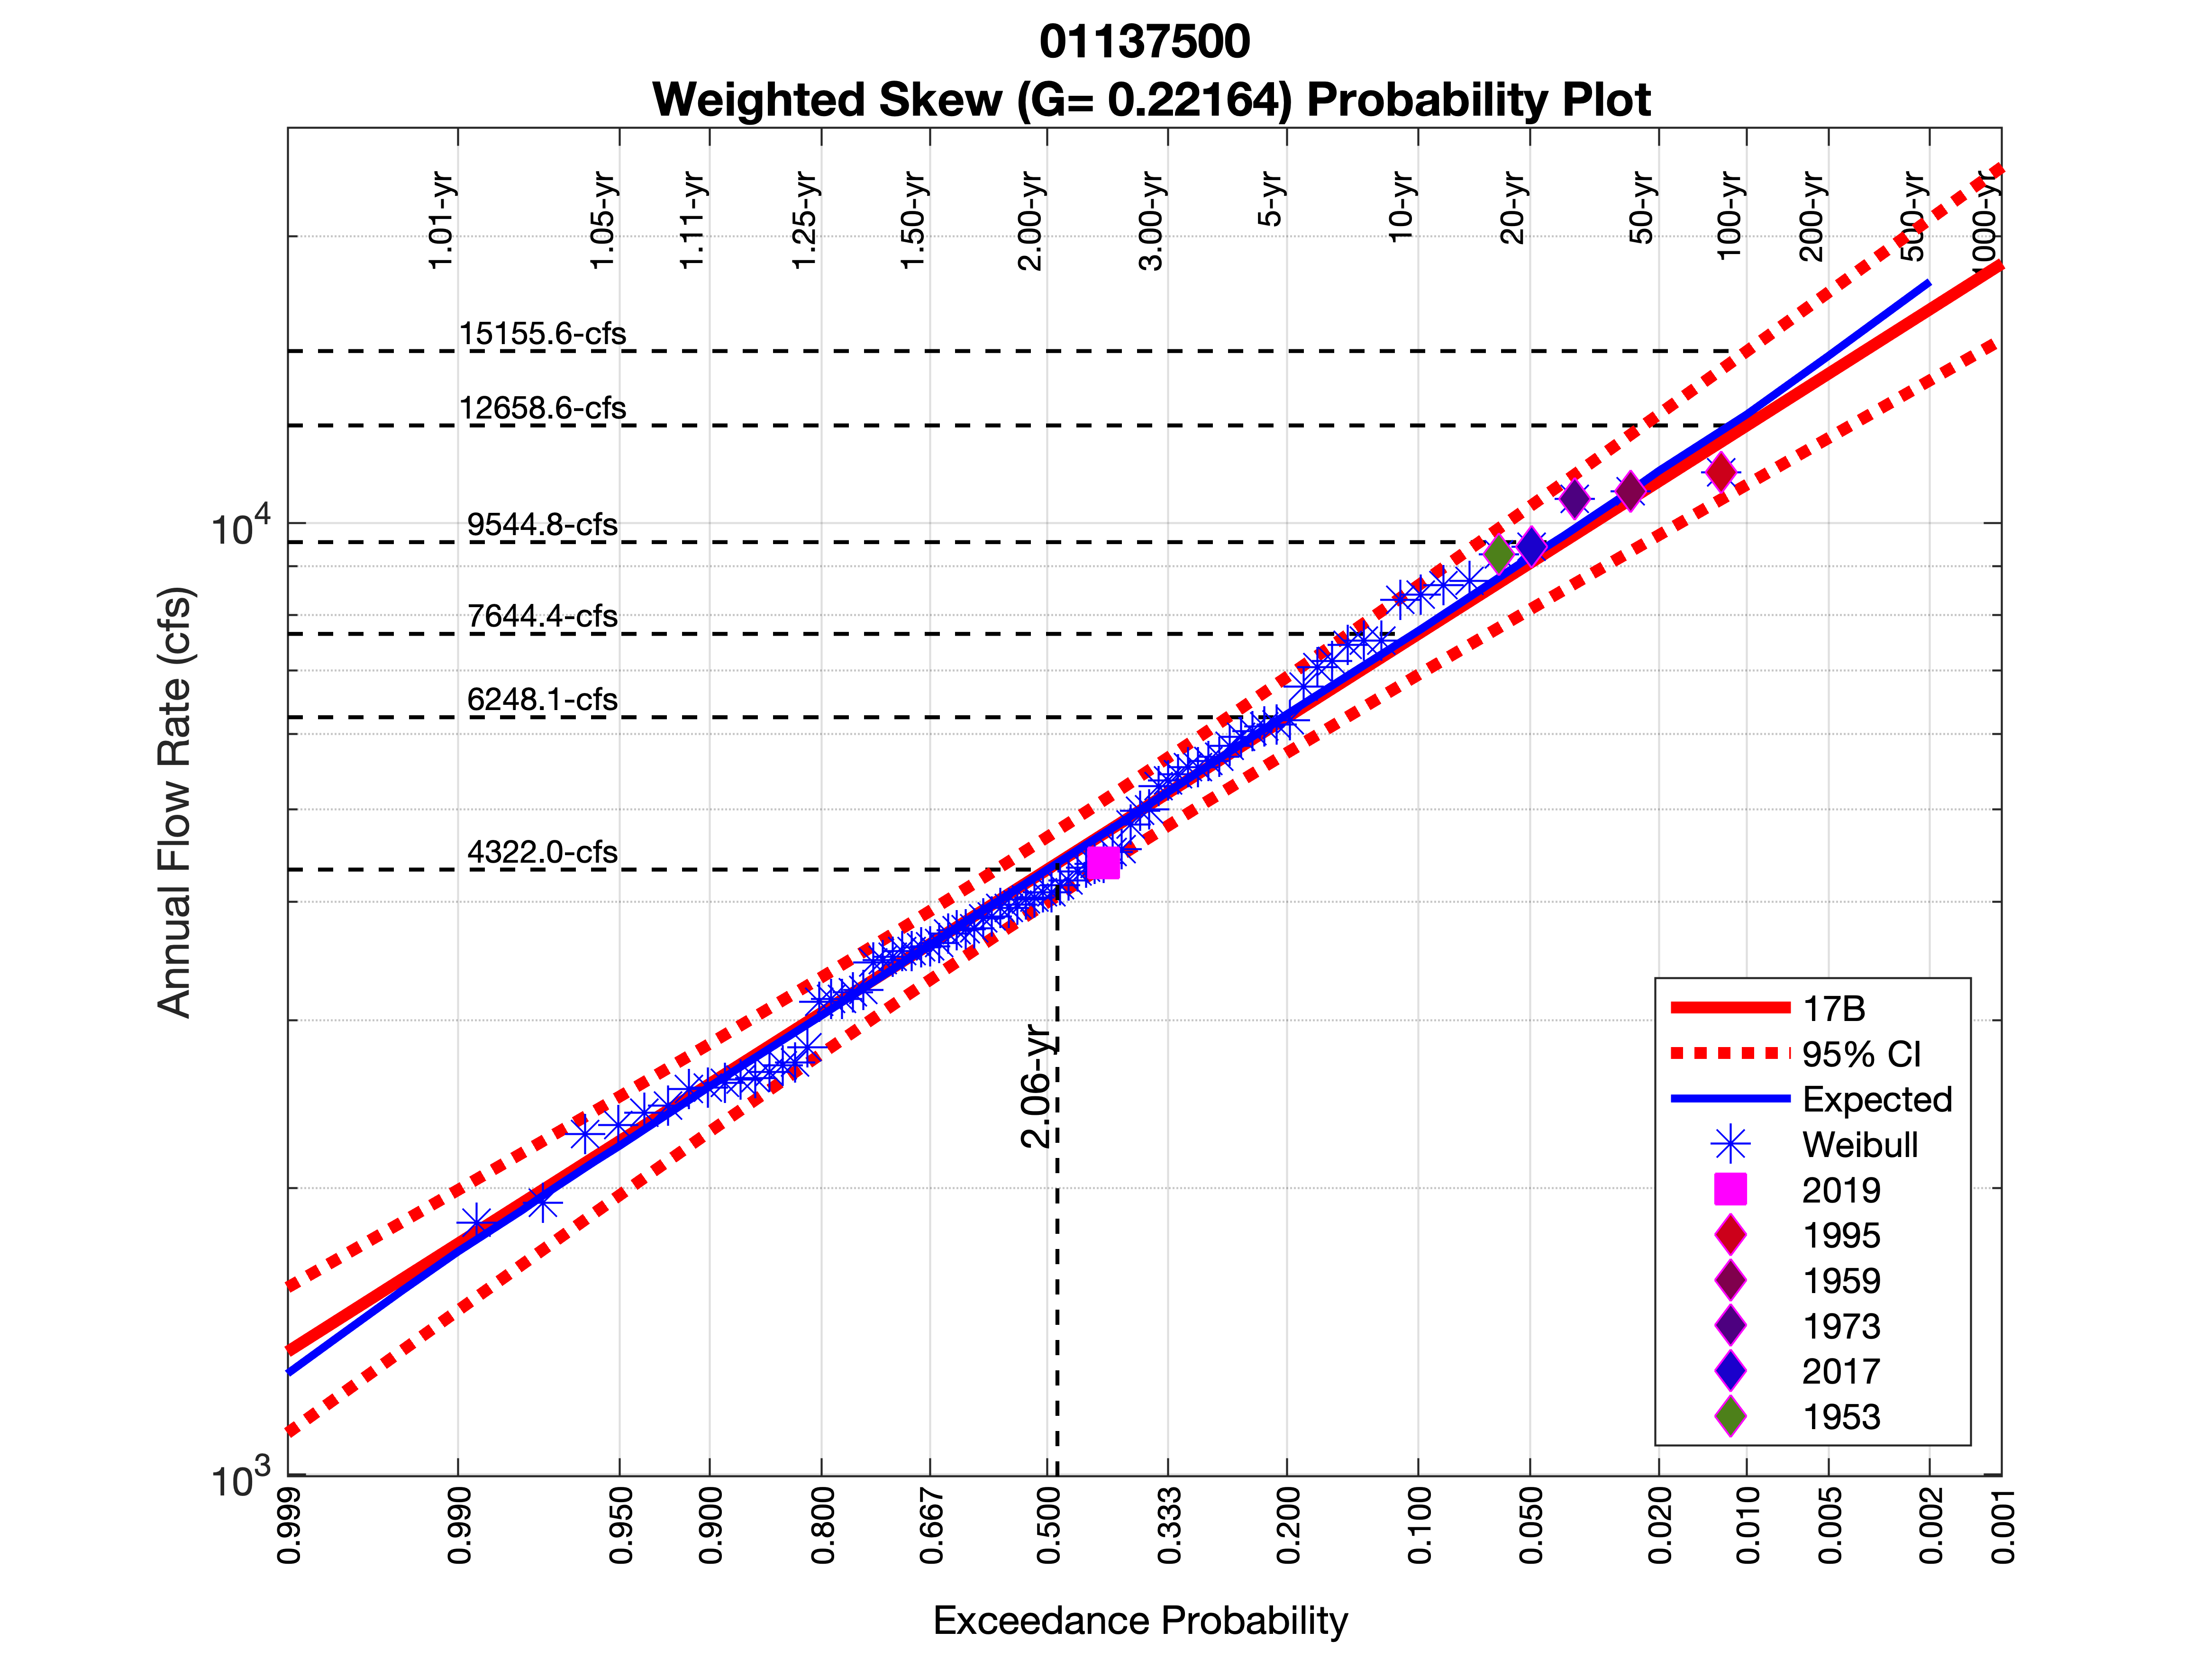 01137500
Weighted Skew (G= 0.22164) Probability Plot
1.01-yr
1.05-yr
1.11-yr
1.25-yr
1.50-yr
2.00-yr
3.00-yr
5-yr
10-yr
20-yr
50-yr
100-yr
200-yr
500-yr
1000-yr
15155.6-cfs
12658.6-cfs
9544.8-cfs
7644.4-cfs
6248.1-cfs
4322.0-cfs
2.06-yr
10⁴
10³
Annual Flow Rate (cfs)
17B
95% CI
Expected
Weibull
2019
1995
1959
1973
2017
1953
0.999
0.990
0.950
0.900
0.800
0.667
0.500
0.333
0.200
0.100
0.050
0.020
0.010
0.005
0.002
0.001
Exceedance Probability